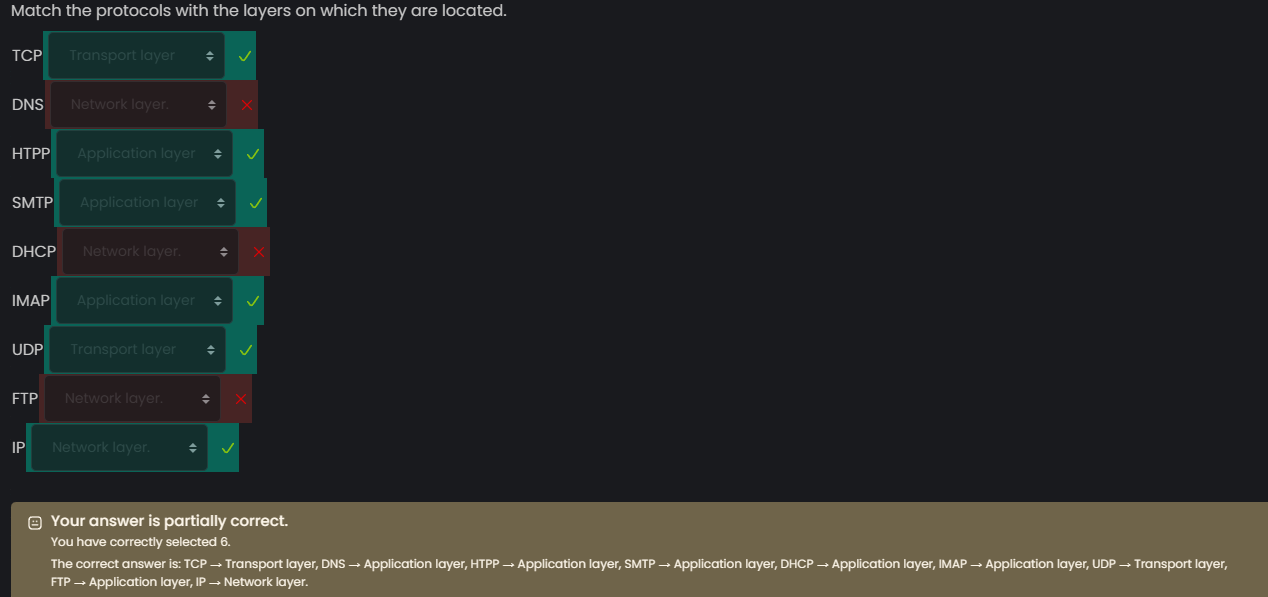 Match the protocols with the layers on which they are located.
TCP Transport layer
DNS Network layer.
HTPP Application layer
SMTP Application layer
DHCP Network layer.
IMAP Application layer
UDP Transport layer
FTP Network layer.
IP Network layer.
Your answer is partially correct.
You have correctly selected 6.
The correct answer is: TCP → Transport layer, DNS → Application layer, HTPP → Application layer, SMTP → Application layer, DHCP → Application layer, IMAP → Application layer, UDP → Transport layer,
FTP → Application layer, IP → Network layer.